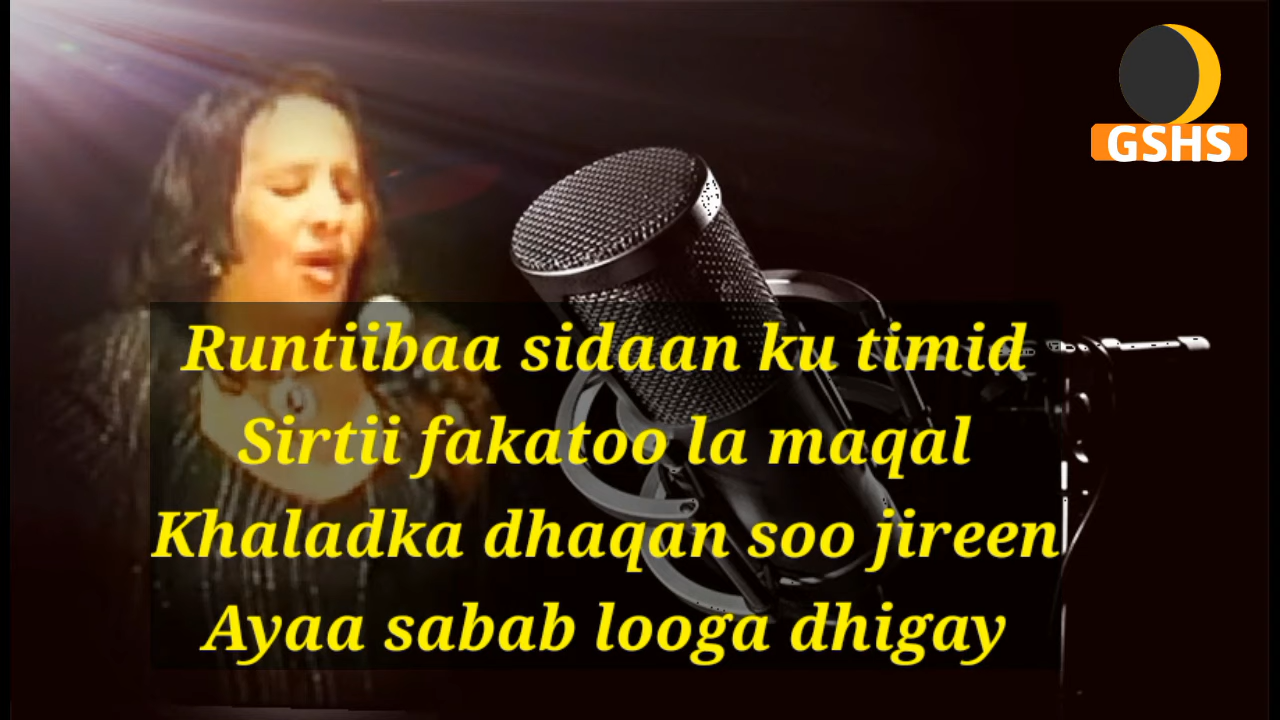 GSHS
Runtiibaa sidaan ku timid
Sirtii fakatoo la maqal
Khaladka dhaqan soo jireen
Ayaa sabab looga dhigay